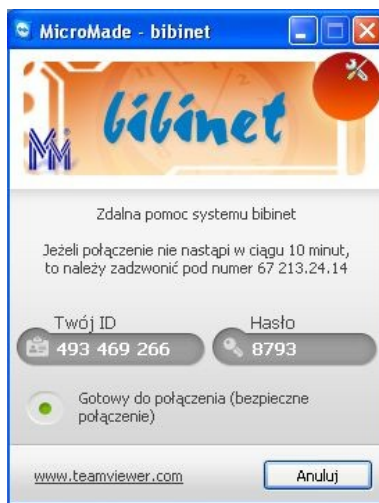 MicroMade - bibinet
bibinet
MM
Zdalna pomoc systemu bibinet
Jeżeli połączenie nie nastąpi w ciągu 10 minut,
to należy zadzwonić pod numer 67 213.24.14
Twój ID
Hasło
493 469 266
8793
Gotowy do połączenia (bezpieczne
połączenie)
www.teamviewer.com
Anuluj